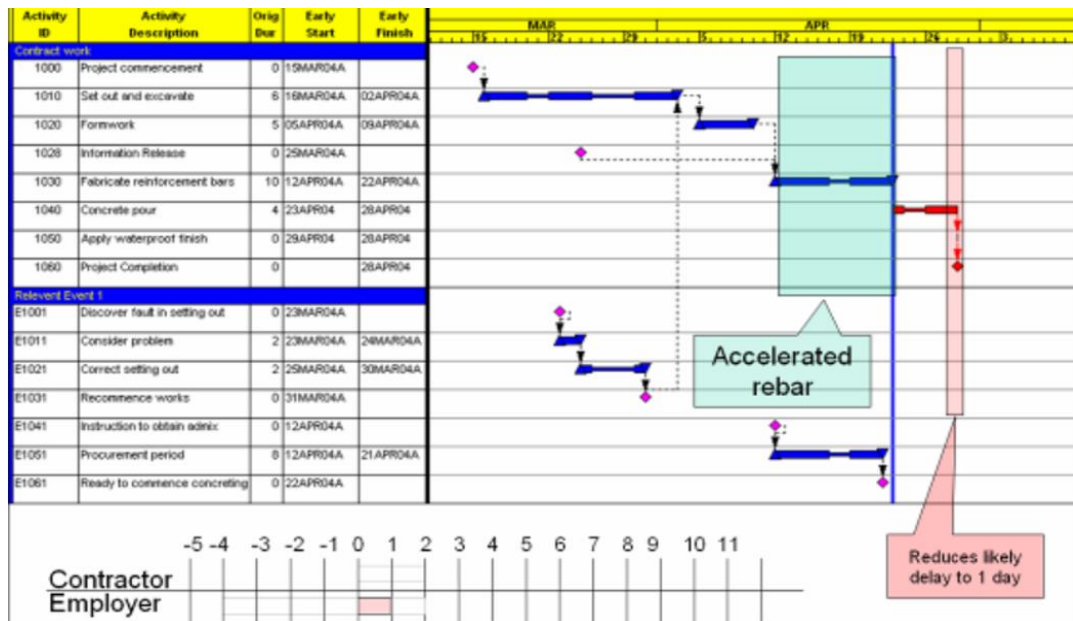 Activity ID Activity Description Orig Dur Early Start Early Finish
MAR APR
15 22 29 5 12 19 26 3
Contract work
1000 Project commencement 0 15MAR04A
1010 Set out and excavate 6 16MAR04A 02APR04A
1020 Formwork 5 05APR04A 09APR04A
1028 Information Release 0 25MAR04A
1030 Fabricate reinforcement bars 10 12APR04A 22APR04A
1040 Concrete pour 4 23APR04 28APR04
1050 Apply waterproof finish 0 29APR04 28APR04
1060 Project Completion 0 28APR04
Relevent Event 1
E1001 Discover fault in setting out 0 23MAR04A
E1011 Consider problem 2 23MAR04A 24MAR04A
E1021 Correct setting out 2 25MAR04A 30MAR04A
E1031 Recommence works 0 31MAR04A
E1041 Instruction to obtain admix 0 12APR04A
E1051 Procurement period 8 12APR04A 21APR04A
E1061 Ready to commence concreting 0 22APR04A
Accelerated
rebar
Reduces likely
delay to 1 day
-5 -4 -3 -2 -1 0 1 2 3 4 5 6 7 8 9 10 11
Contractor
Employer